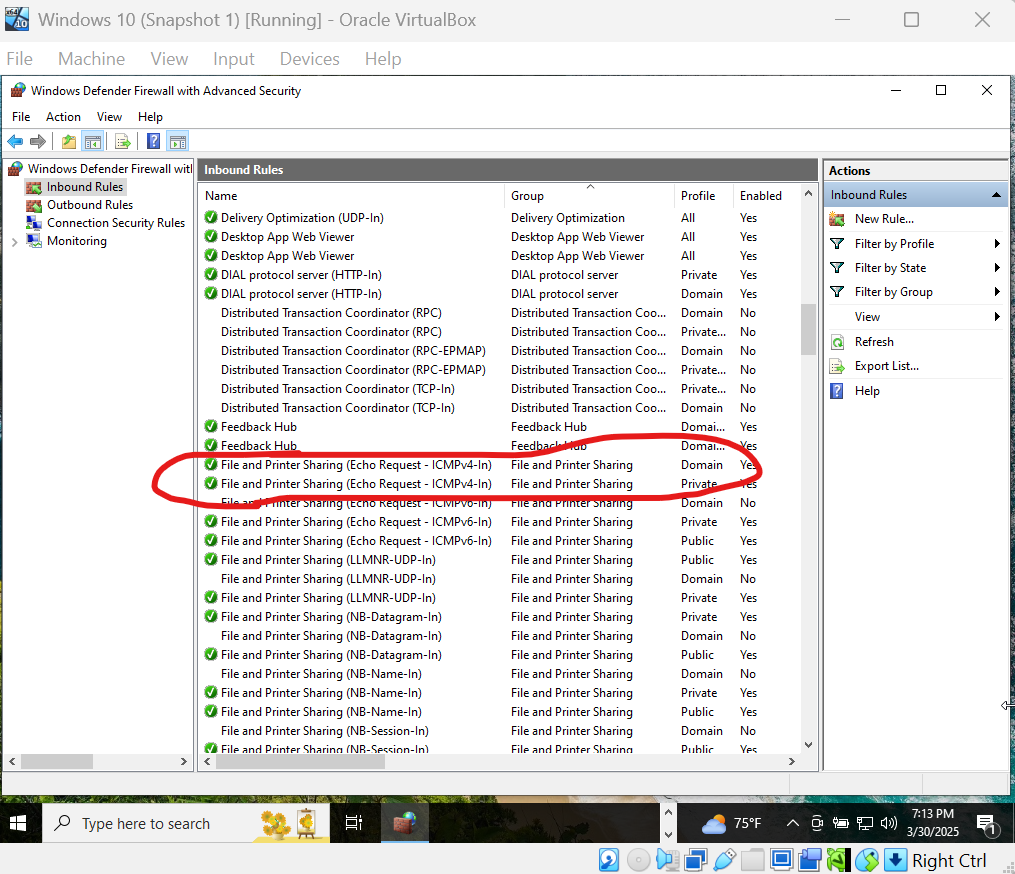 Windows 10 (Snapshot 1) [Running] - Oracle VirtualBox
File Machine View Input Devices Help
Windows Defender Firewall with Advanced Security
File Action View Help
Windows Defender Firewall with
Inbound Rules
Outbound Rules
Connection Security Rules
Monitoring
Inbound Rules
Name Group Profile Enabled
Delivery Optimization (UDP-In) Delivery Optimization All Yes
Desktop App Web Viewer Desktop App Web Viewer All Yes
Desktop App Web Viewer Desktop App Web Viewer All Yes
DIAL protocol server (HTTP-In) DIAL protocol server Private Yes
DIAL protocol server (HTTP-In) DIAL protocol server Domain Yes
Distributed Transaction Coordinator (RPC) Distributed Transaction Coo... Domain No
Distributed Transaction Coordinator (RPC) Distributed Transaction Coo... Private... No
Distributed Transaction Coordinator (RPC-EPMAP) Distributed Transaction Coo... Domain No
Distributed Transaction Coordinator (RPC-EPMAP) Distributed Transaction Coo... Private... No
Distributed Transaction Coordinator (TCP-In) Distributed Transaction Coo... Private... No
Distributed Transaction Coordinator (TCP-In) Distributed Transaction Coo... Domain No
Feedback Hub Feedback Hub Domai... Yes
Feedback Hub Feedback Hub Domai... Yes
File and Printer Sharing (Echo Request - ICMPv4-In) File and Printer Sharing Domain Yes
File and Printer Sharing (Echo Request - ICMPv4-In) File and Printer Sharing Private Yes
File and Printer Sharing (Echo Request - ICMPv6-In) File and Printer Sharing Domain No
File and Printer Sharing (Echo Request - ICMPv6-In) File and Printer Sharing Private Yes
File and Printer Sharing (Echo Request - ICMPv6-In) File and Printer Sharing Public Yes
File and Printer Sharing (LLMNR-UDP-In) File and Printer Sharing Public Yes
File and Printer Sharing (LLMNR-UDP-In) File and Printer Sharing Domain No
File and Printer Sharing (LLMNR-UDP-In) File and Printer Sharing Private Yes
File and Printer Sharing (NB-Datagram-In) File and Printer Sharing Private Yes
File and Printer Sharing (NB-Datagram-In) File and Printer Sharing Domain No
File and Printer Sharing (NB-Datagram-In) File and Printer Sharing Public Yes
File and Printer Sharing (NB-Name-In) File and Printer Sharing Domain No
File and Printer Sharing (NB-Name-In) File and Printer Sharing Private Yes
File and Printer Sharing (NB-Name-In) File and Printer Sharing Public Yes
File and Printer Sharing (NB-Session-In) File and Printer Sharing Domain No
File and Printer Sharing (NB-Session-In) File and Printer Sharing Public Yes
Actions
Inbound Rules
New Rule...
Filter by Profile
Filter by State
Filter by Group
View
Refresh
Export List...
Help
Type here to search
75°F
7:13 PM
3/30/2025
1
Right Ctrl